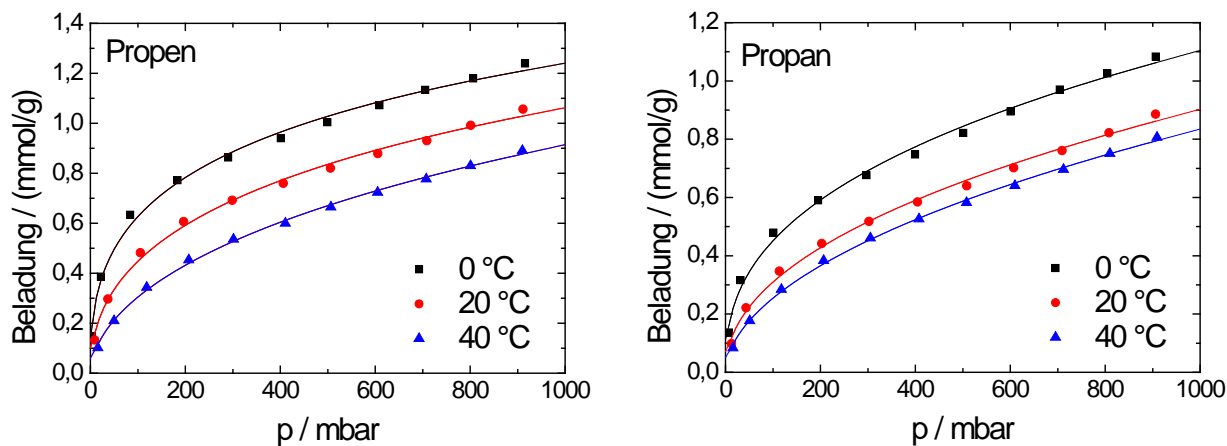 Propen
Beladung / (mmol/g)
1,4
1,2
1,0
0,8
0,6
0,4
0,2
0,0
0 °C
20 °C
40 °C
0 200 400 600 800 1000
p / mbar
Propan
Beladung / (mmol/g)
1,2
1,0
0,8
0,6
0,4
0,2
0,0
0 °C
20 °C
40 °C
0 200 400 600 800 1000
p / mbar